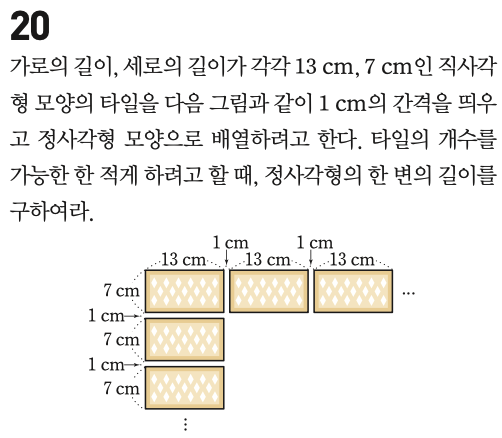 20
가로의 길이, 세로의 길이가 각각 13 cm, 7 cm인 직사각
형 모양의 타일을 다음 그림과 같이 1 cm의 간격을 띄우
고 정사각형 모양으로 배열하려고 한다. 타일의 개수를
가능한 한 적게 하려고 할 때, 정사각형의 한 변의 길이를
구하여라.
1 cm 1 cm
13 cm 13 cm 13 cm
7 cm ...
1 cm
7 cm
1 cm
7 cm
⋮